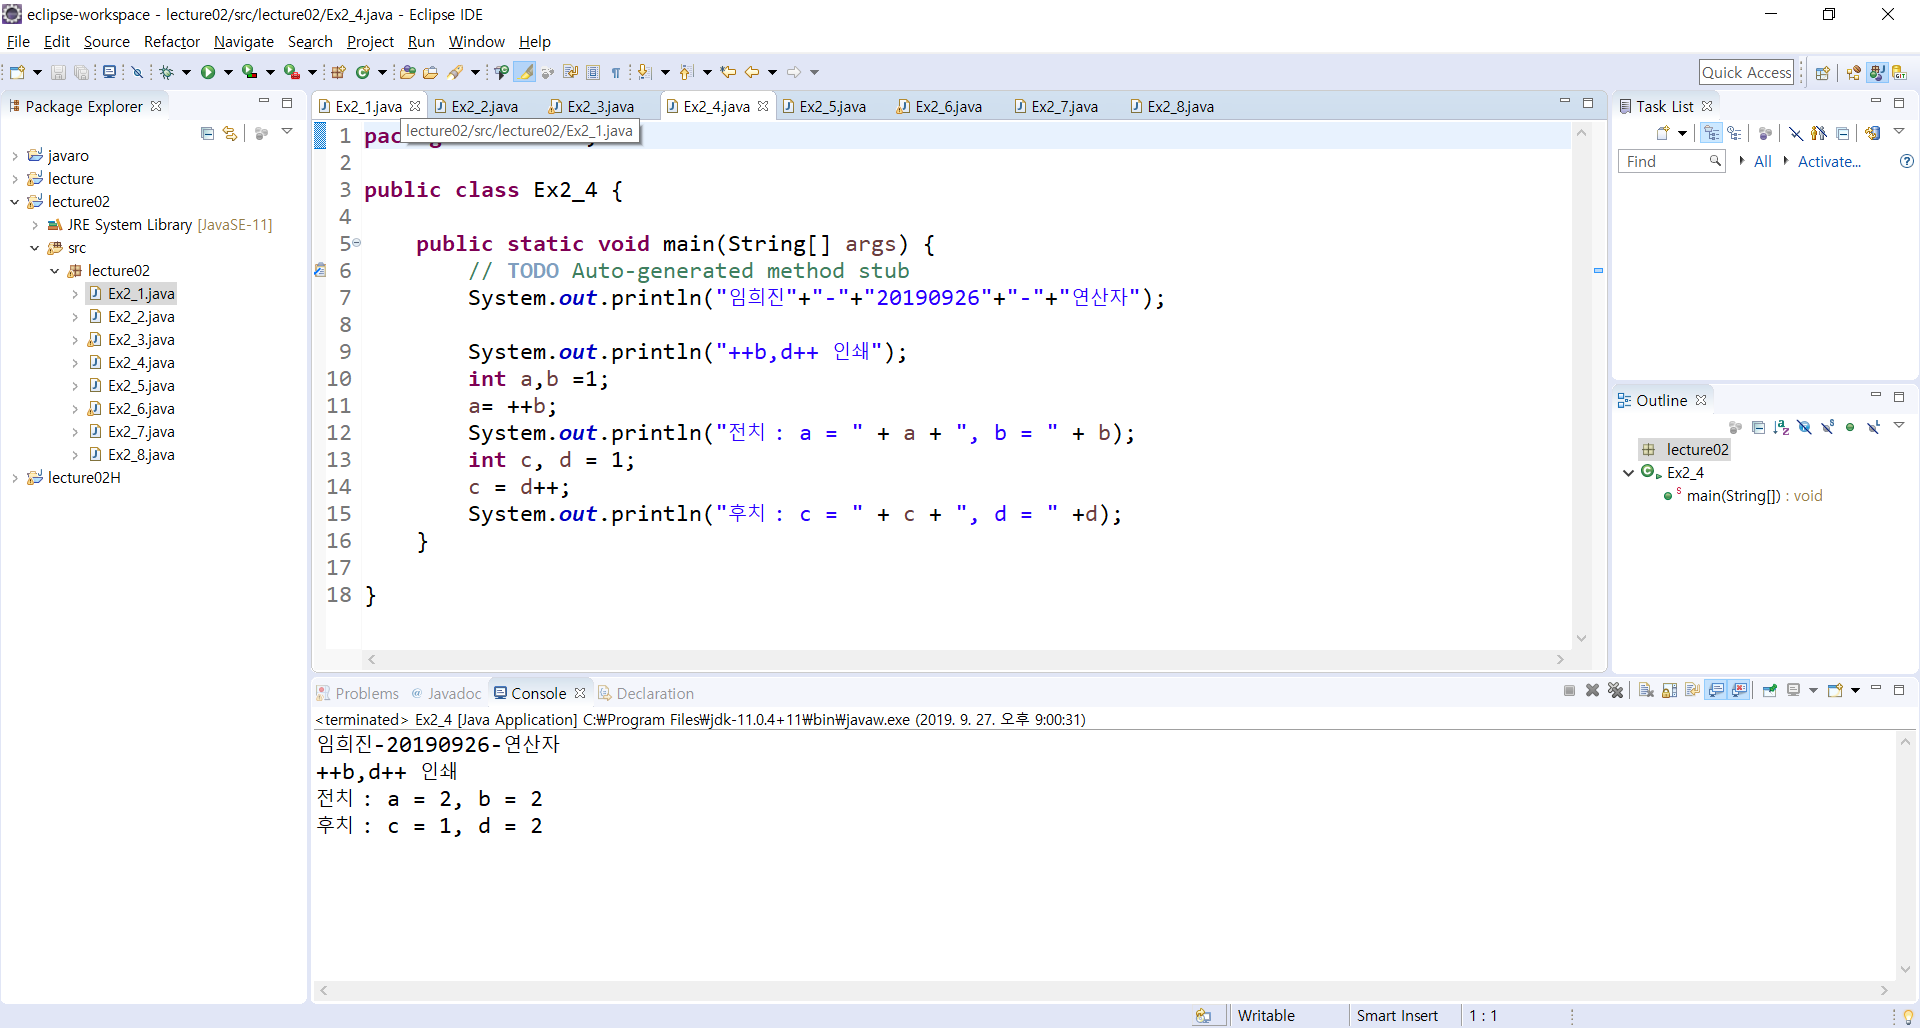 eclipse-workspace - lecture02/src/lecture02/Ex2_4.java - Eclipse IDE
File Edit Source Refactor Navigate Search Project Run Window Help
Quick Access
Package Explorer
javaro
lecture
lecture02
JRE System Library [JavaSE-11]
src
lecture02
Ex2_1.java
Ex2_2.java
Ex2_3.java
Ex2_4.java
Ex2_5.java
Ex2_6.java
Ex2_7.java
Ex2_8.java
lecture02H
Ex2_1.java Ex2_2.java Ex2_3.java Ex2_4.java Ex2_5.java Ex2_6.java Ex2_7.java Ex2_8.java
lecture02/src/lecture02/Ex2_1.java
1
2
3 public class Ex2_4 {
4
5 public static void main(String[] args) {
6 // TODO Auto-generated method stub
7 System.out.println("임희진"+"-"+"20190926"+"-"+"연산자");
8
9 System.out.println("++b,d++ 인쇄");
10 int a,b =1;
11 a= ++b;
12 System.out.println("전치 : a = " + a + ", b = " + b);
13 int c, d = 1;
14 c = d++;
15 System.out.println("후치 : c = " + c + ", d = " +d);
16 }
17
18 }
Task List
Find All Activate...
Outline
lecture02
Ex2_4
main(String[]) : void
Problems Javadoc Console Declaration
<terminated> Ex2_4 [Java Application] C:₩Program Files₩jdk-11.0.4+11₩bin₩javaw.exe (2019. 9. 27. 오후 9:00:31)
임희진-20190926-연산자
++b,d++ 인쇄
전치 : a = 2, b = 2
후치 : c = 1, d = 2
Writable Smart Insert 1 : 1